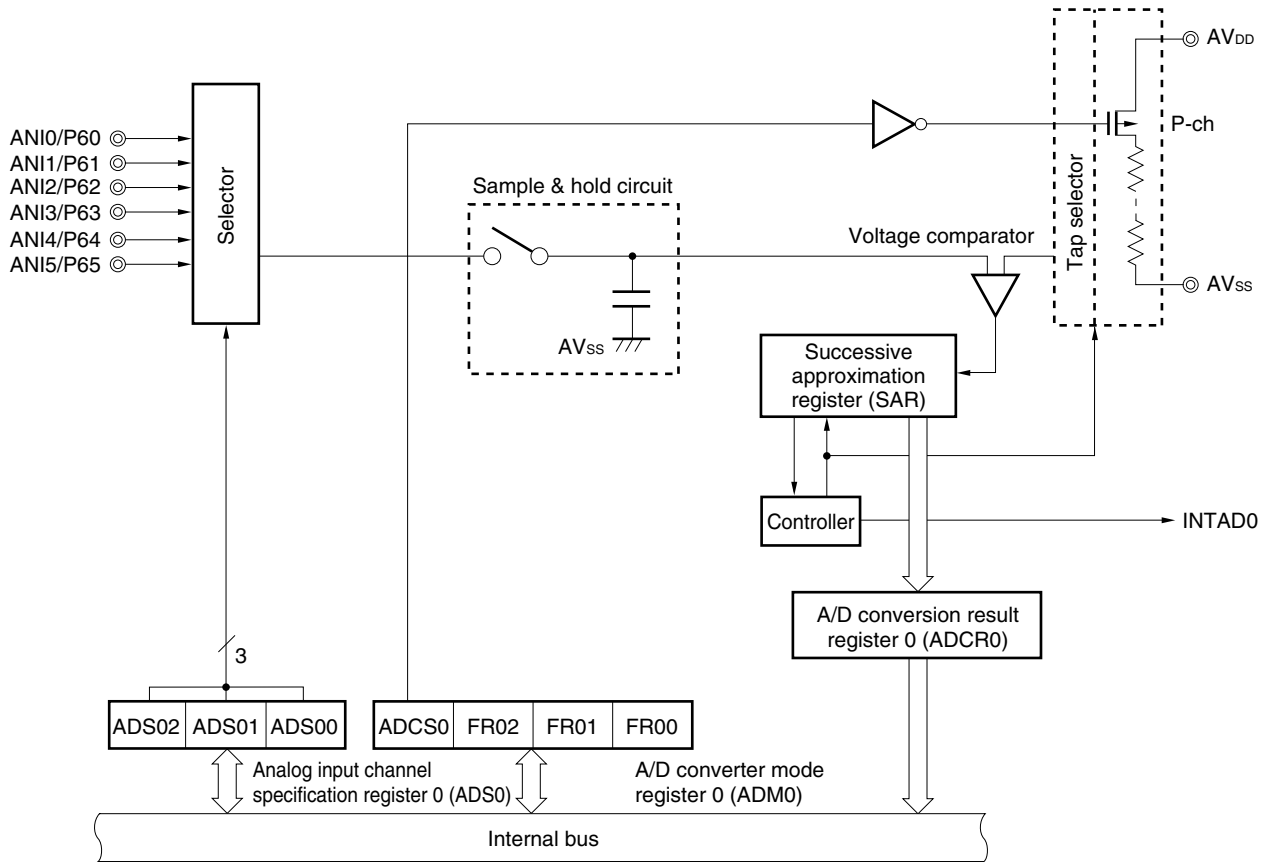 AVDD
P-ch
ANI0/P60
ANI1/P61
ANI2/P62
ANI3/P63
ANI4/P64
ANI5/P65
Selector
Sample & hold circuit
AVSS
Voltage comparator
Tap selector
AVSS
Successive
approximation
register (SAR)
Controller
INTAD0
A/D conversion result
register 0 (ADCR0)
3
ADS02 ADS01 ADS00
ADCS0 FR02 FR01 FR00
Analog input channel
specification register 0 (ADS0)
A/D converter mode
register 0 (ADM0)
Internal bus